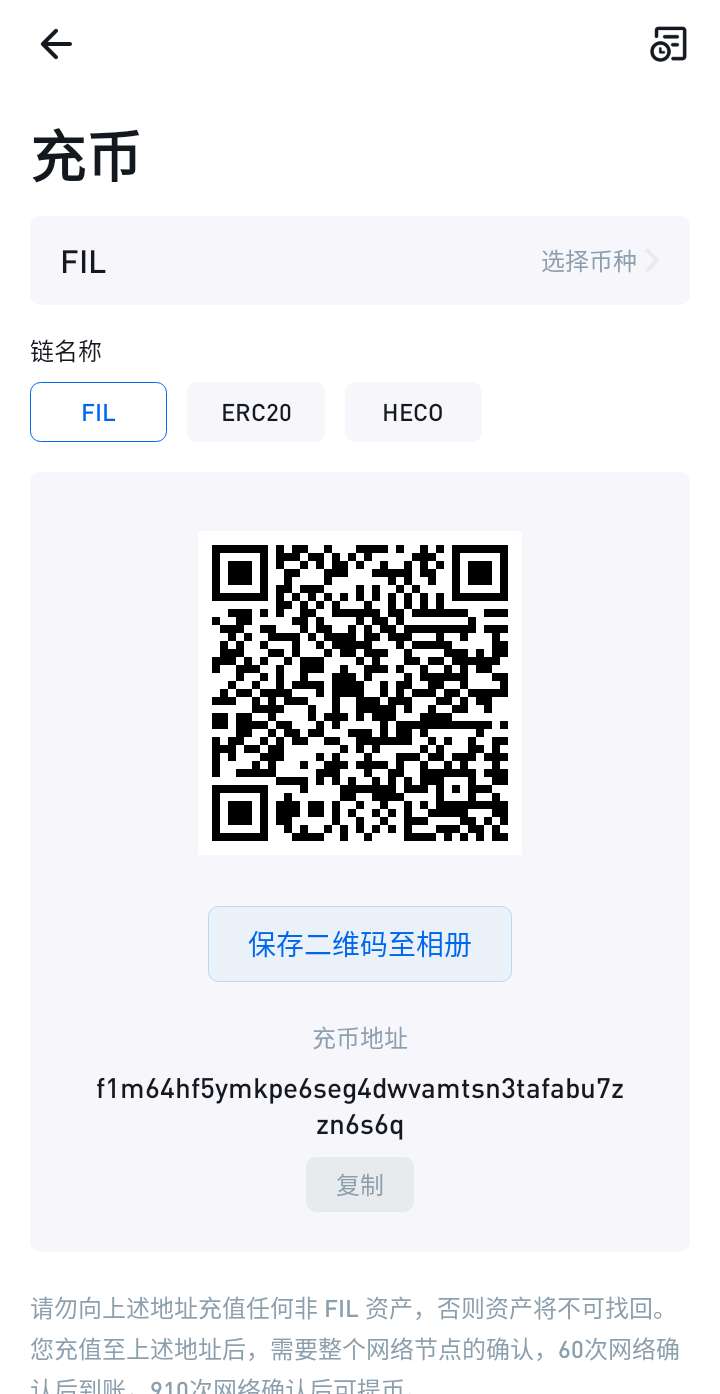 充币
FIL 选择币种
链名称
FIL ERC20 HECO
保存二维码至相册
充币地址
f1m64hf5ymkpe6seg4dwvamtsn3tafabu7z
zn6s6q
复制
请勿向上述地址充值任何非 FIL 资产，否则资产将不可找回。
您充值至上述地址后，需要整个网络节点的确认，60次网络确
认后到账，910次网络确认后可提币。